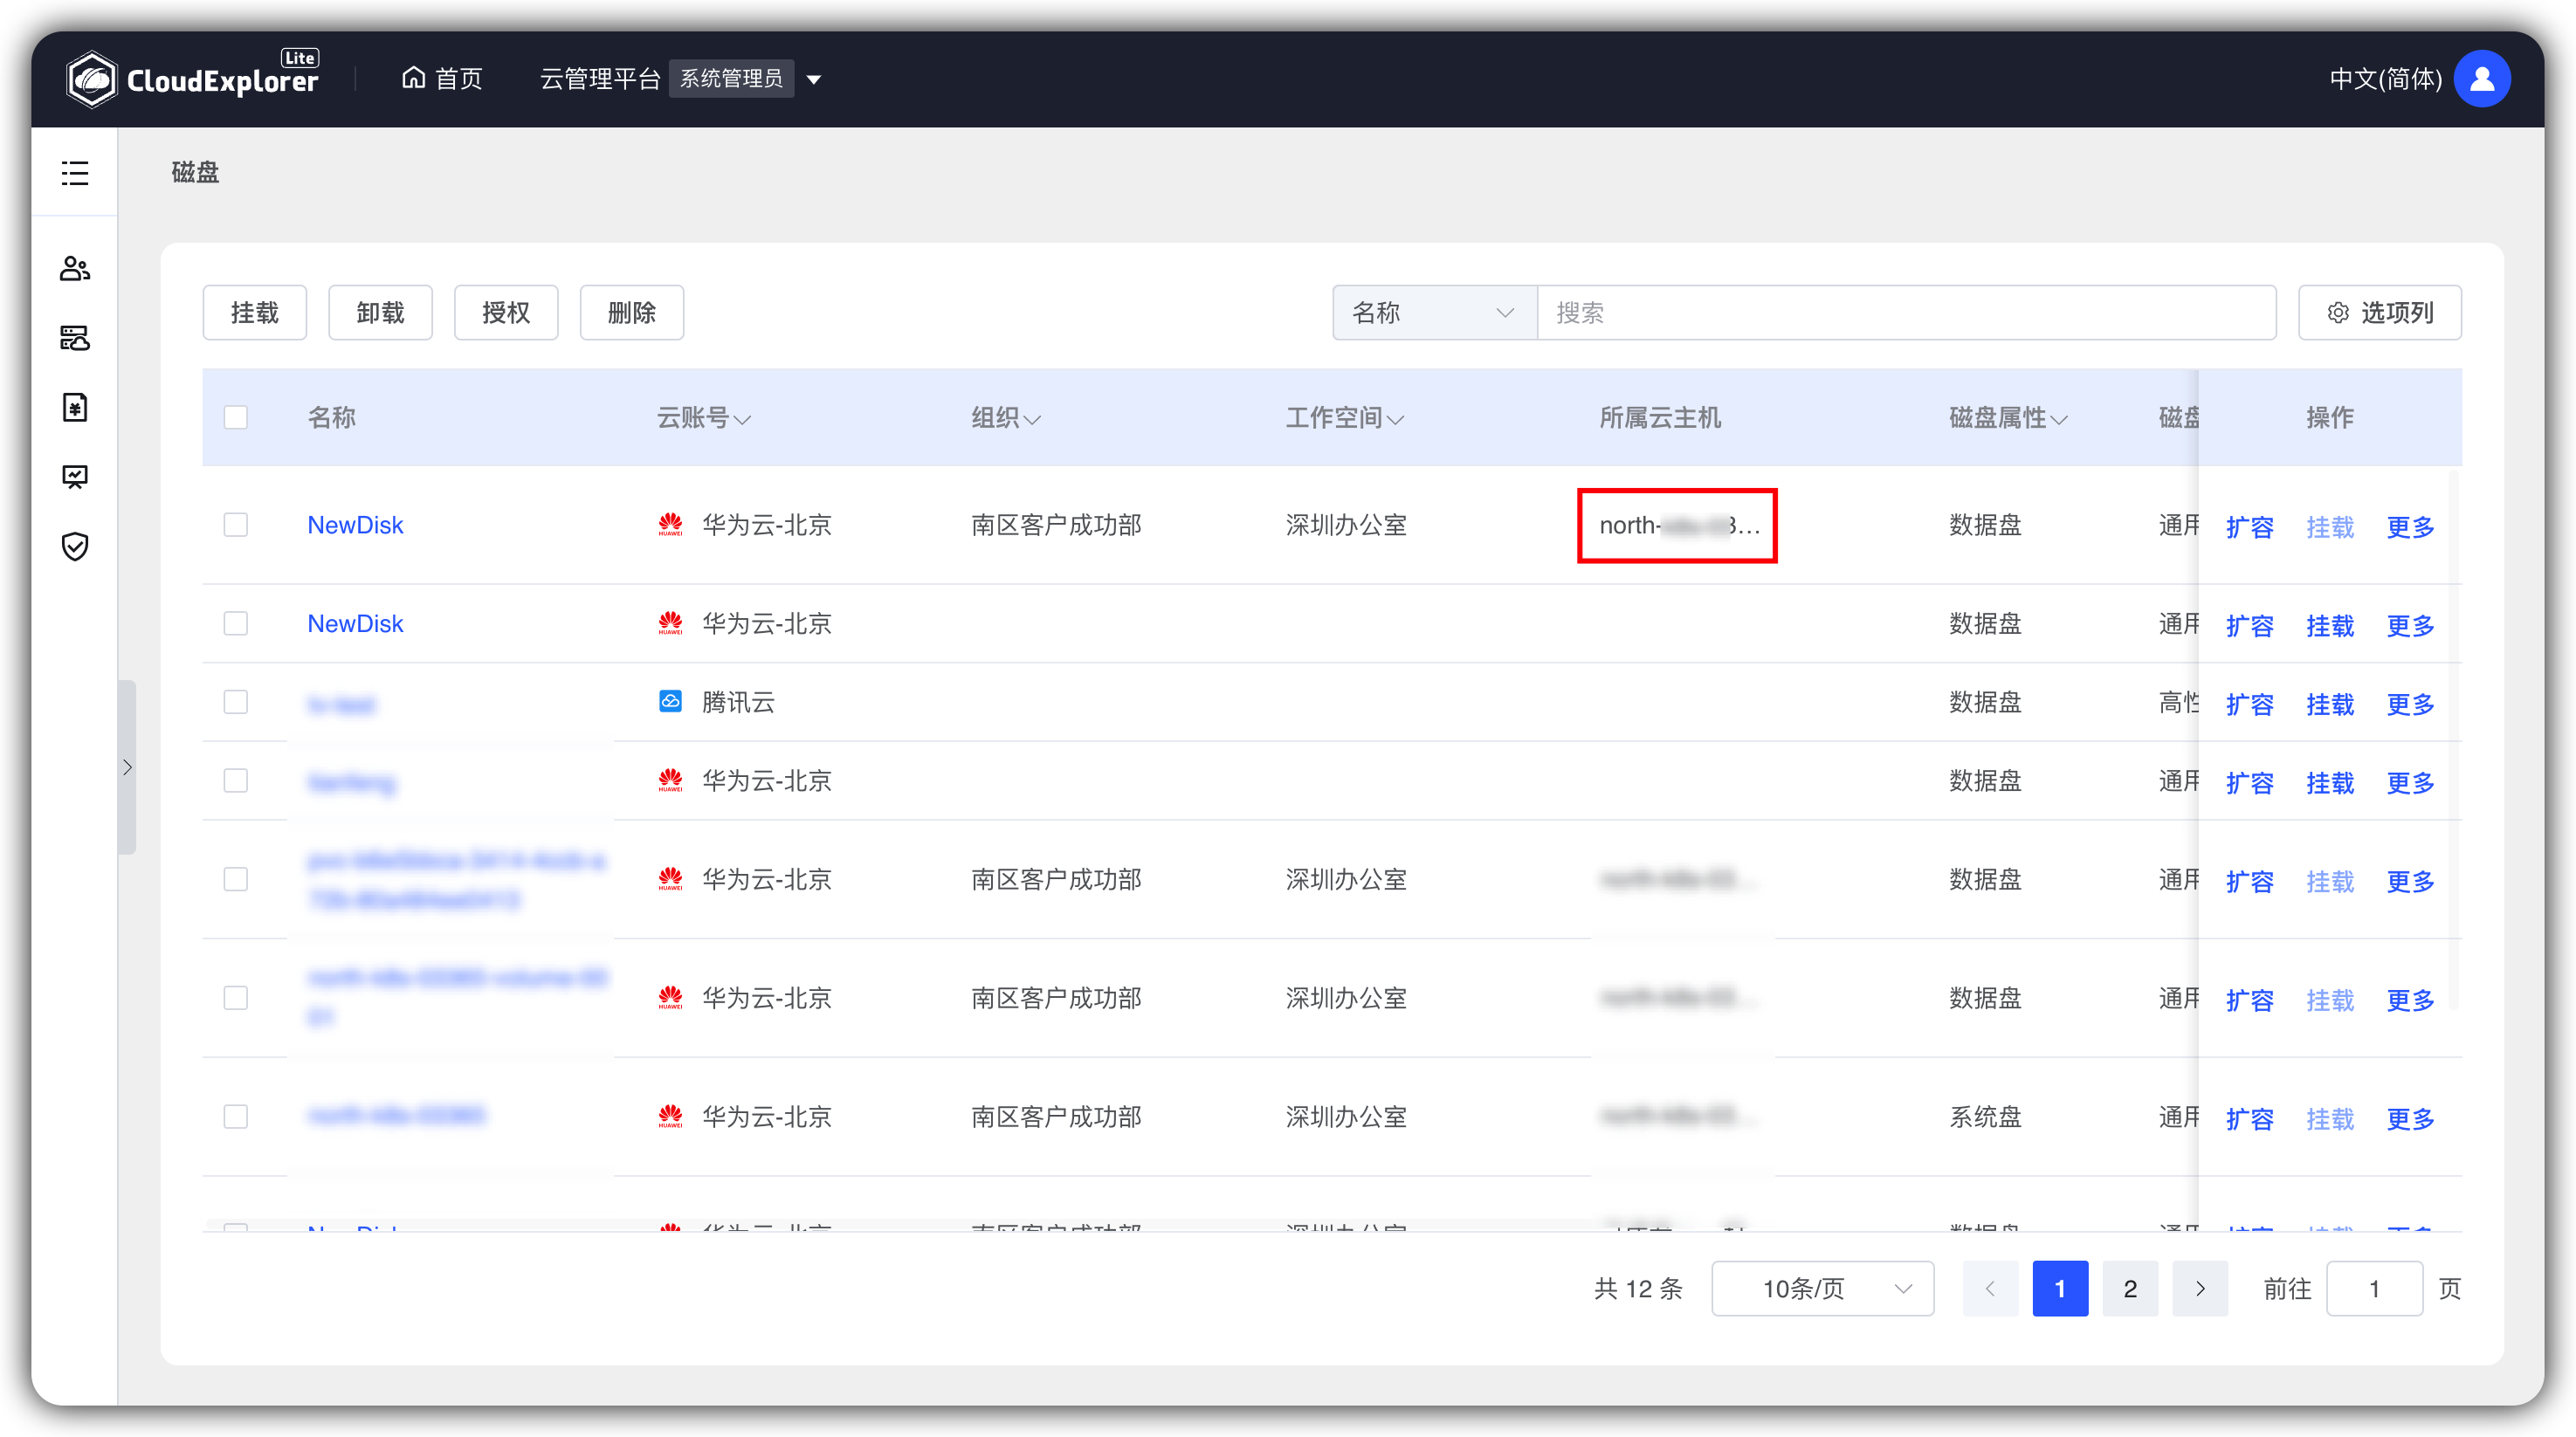 CloudExplorer Lite 首页 云管理平台 系统管理员 中文(简体)
磁盘
挂载 卸载 授权 删除 名称 搜索 选项列
名称 云账号 组织 工作空间 所属云主机 磁盘属性 磁盘 操作
NewDisk HUAWEI 华为云-北京 南区客户成功部 深圳办公室 north- 3... 数据盘 通用 扩容 挂载 更多
NewDisk HUAWEI 华为云-北京 数据盘 通用 扩容 挂载 更多
腾讯云 数据盘 高性 扩容 挂载 更多
HUAWEI 华为云-北京 数据盘 通用 扩容 挂载 更多
HUAWEI 华为云-北京 南区客户成功部 深圳办公室 数据盘 通用 扩容 挂载 更多
HUAWEI 华为云-北京 南区客户成功部 深圳办公室 数据盘 通用 扩容 挂载 更多
HUAWEI 华为云-北京 南区客户成功部 深圳办公室 系统盘 通用 扩容 挂载 更多
共 12 条 10条/页 1 2 前往 1 页